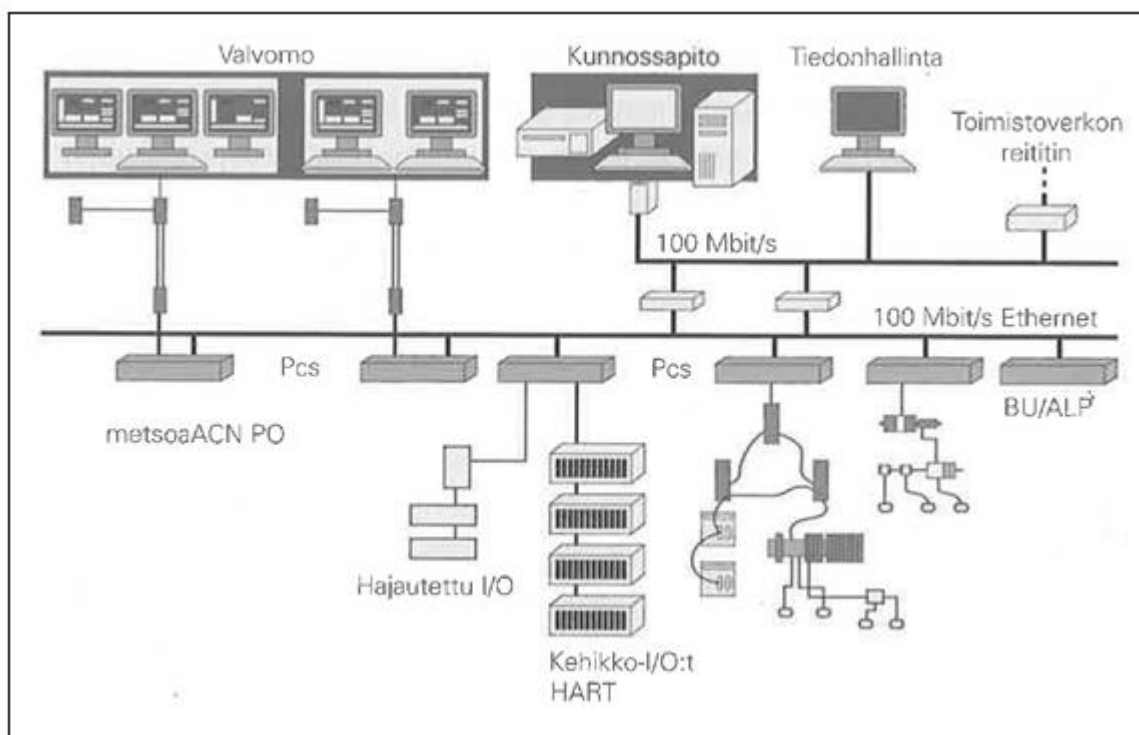 Valvomo
Kunnossapito
Tiedonhallinta
Toimistoverkon
reititin
100 Mbit/s
100 Mbit/s Ethernet
Pcs
Pcs
BU/ALP
metsoaACN PO
Hajautettu I/O
Kehikko-I/O:t
HART